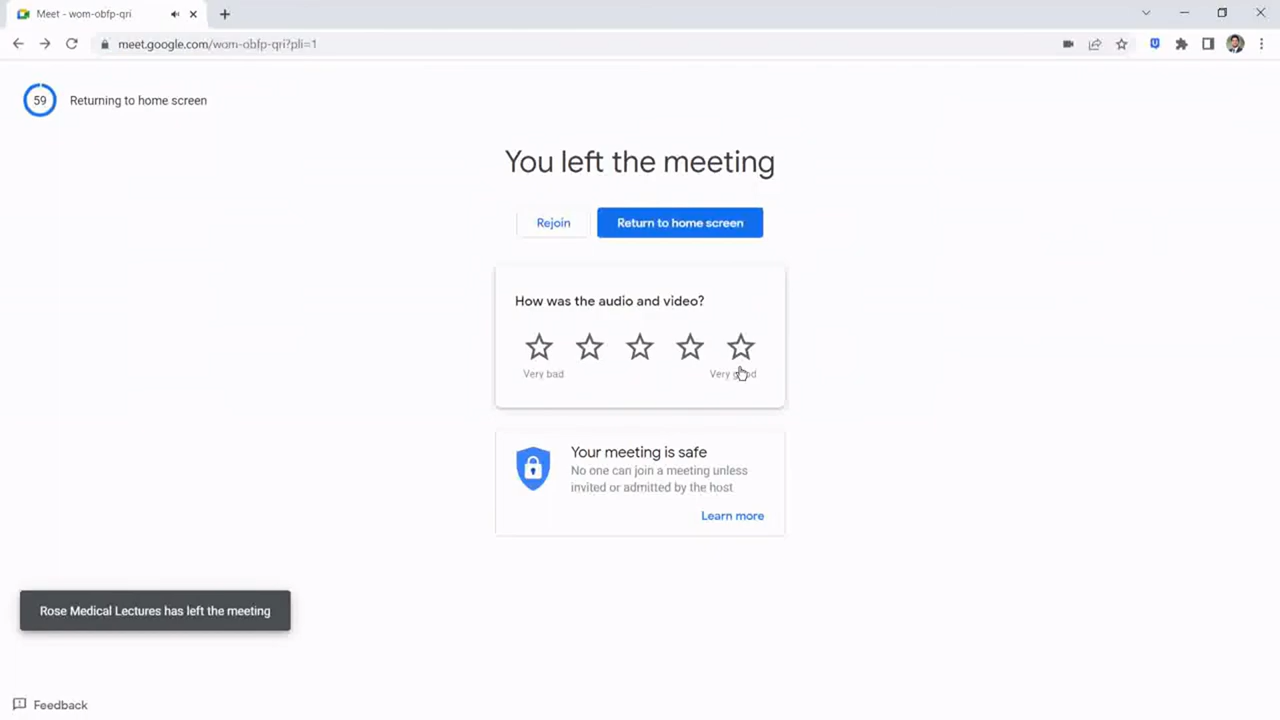 Meet - wom-obfp-qri
meet.google.com/wom-obfp-qri?pli=1
59
Returning to home screen
You left the meeting
Rejoin
Return to home screen
How was the audio and video?
Very bad
Very good
Your meeting is safe
No one can join a meeting unless
invited or admitted by the host
Learn more
Rose Medical Lectures has left the meeting
Feedback